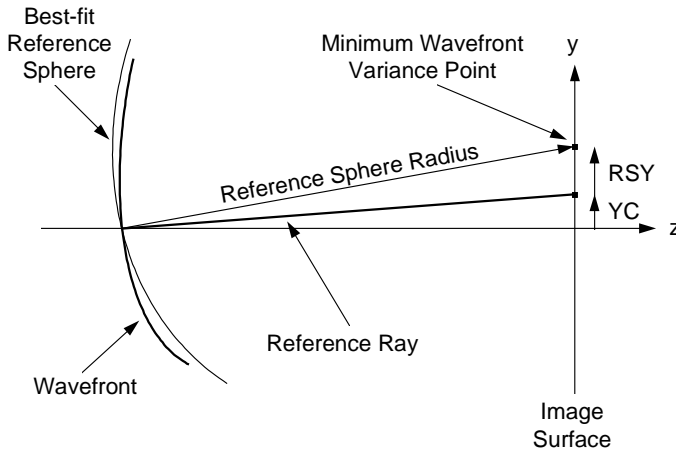 Best-fit
Reference
Sphere
Minimum Wavefront
Variance Point
y
Reference Sphere Radius
RSY
YC
z
Reference Ray
Wavefront
Image
Surface